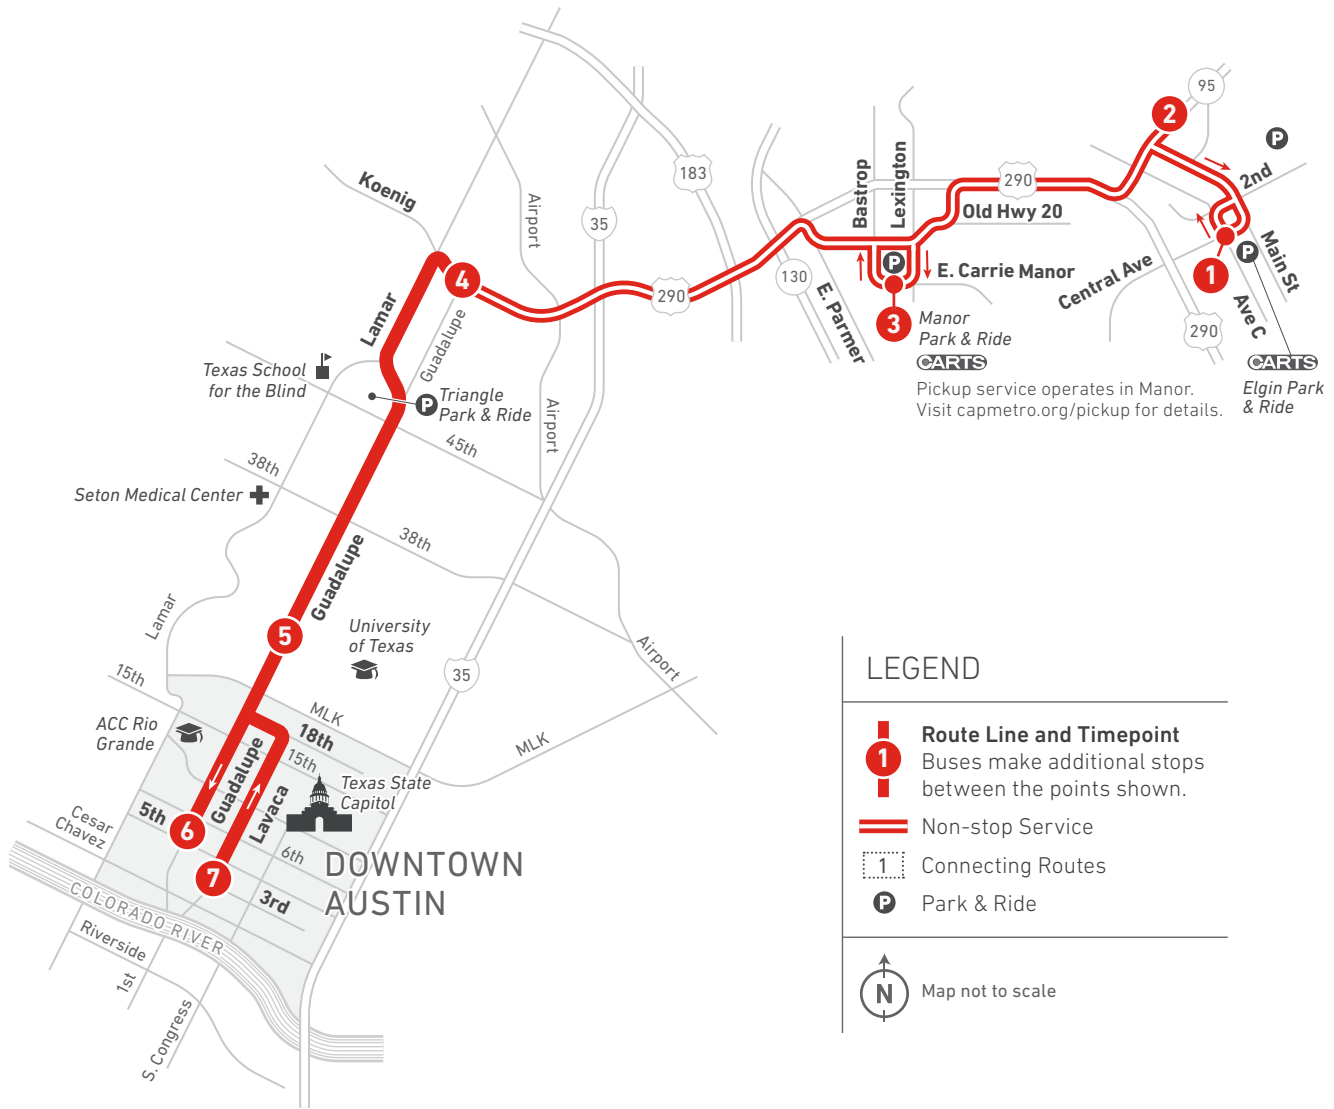 95
2
P
183
Koenig
Airport
35
Bastrop
Lexington
290
2nd
Old Hwy 20
4
130
P
E. Carrie Manor
Central Ave
1
P
Main St
290
Lamar
Guadalupe
E. Parmer
3
Manor
Park & Ride
CARTS
Ave C
290
CARTS
Elgin Park
& Ride
Pickup service operates in Manor.
Visit capmetro.org/pickup for details.
Texas School
for the Blind
P
Triangle
Park & Ride
Airport
45th
38th
Seton Medical Center
38th
Guadalupe
Lamar
5
University
of Texas
Airport
35
15th
MLK
18th
MLK
ACC Rio
Grande
15th
Guadalupe
Lavaca
Texas State
Capitol
5th
6
Cesar
Chavez
6th
7
3rd
DOWNTOWN
AUSTIN
COLORADO RIVER
Riverside
1st
S. Congress
LEGEND
1
Route Line and Timepoint
Buses make additional stops
between the points shown.
Non-stop Service
1
Connecting Routes
P
Park & Ride
N
Map not to scale